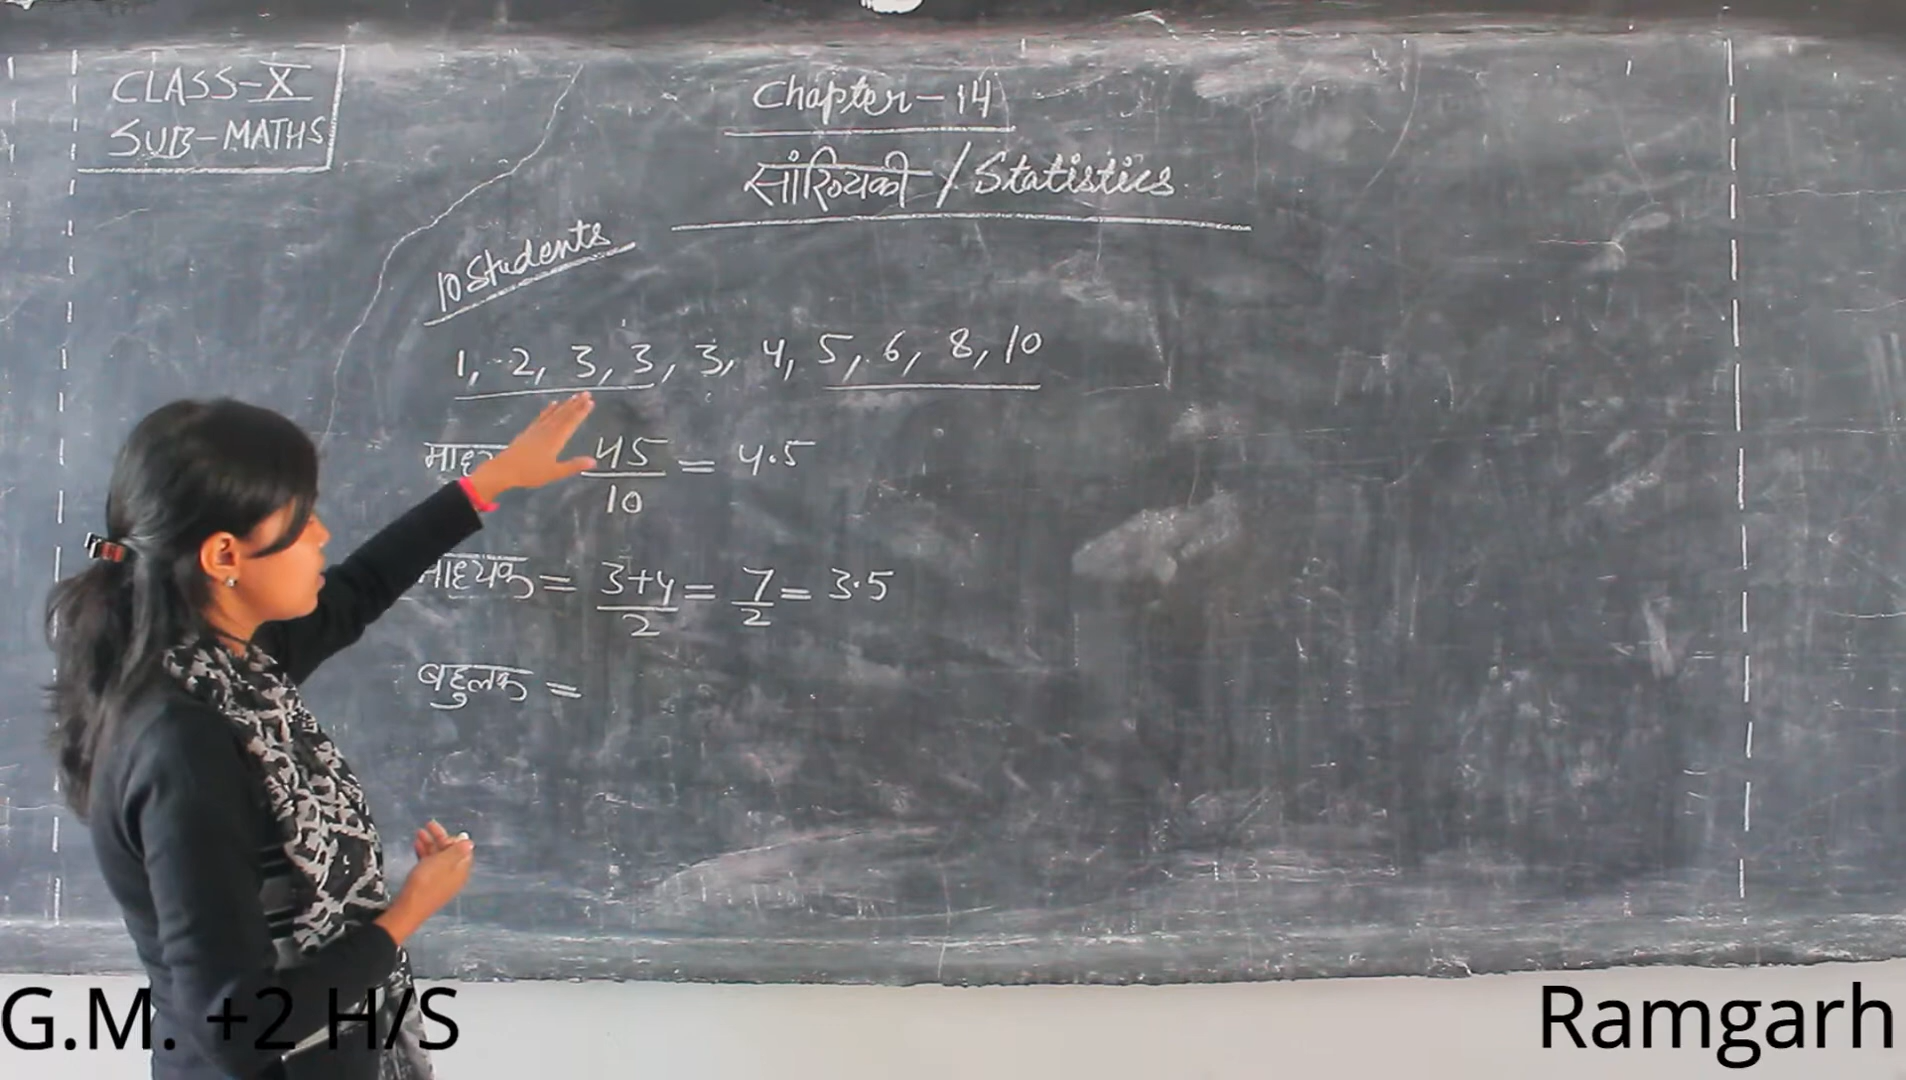 CLASS-X
SUB-MATHS
Chapter-14
सांख्यिकी / Statistics
10 Students
1, 2, 3, 3, 3, 4, 5, 6, 8, 10
45/10 = 4.5
माध्यक = 3+4/2 = 7/2 = 3.5
बहुलक =
G.M. +2 H/S
Ramgarh